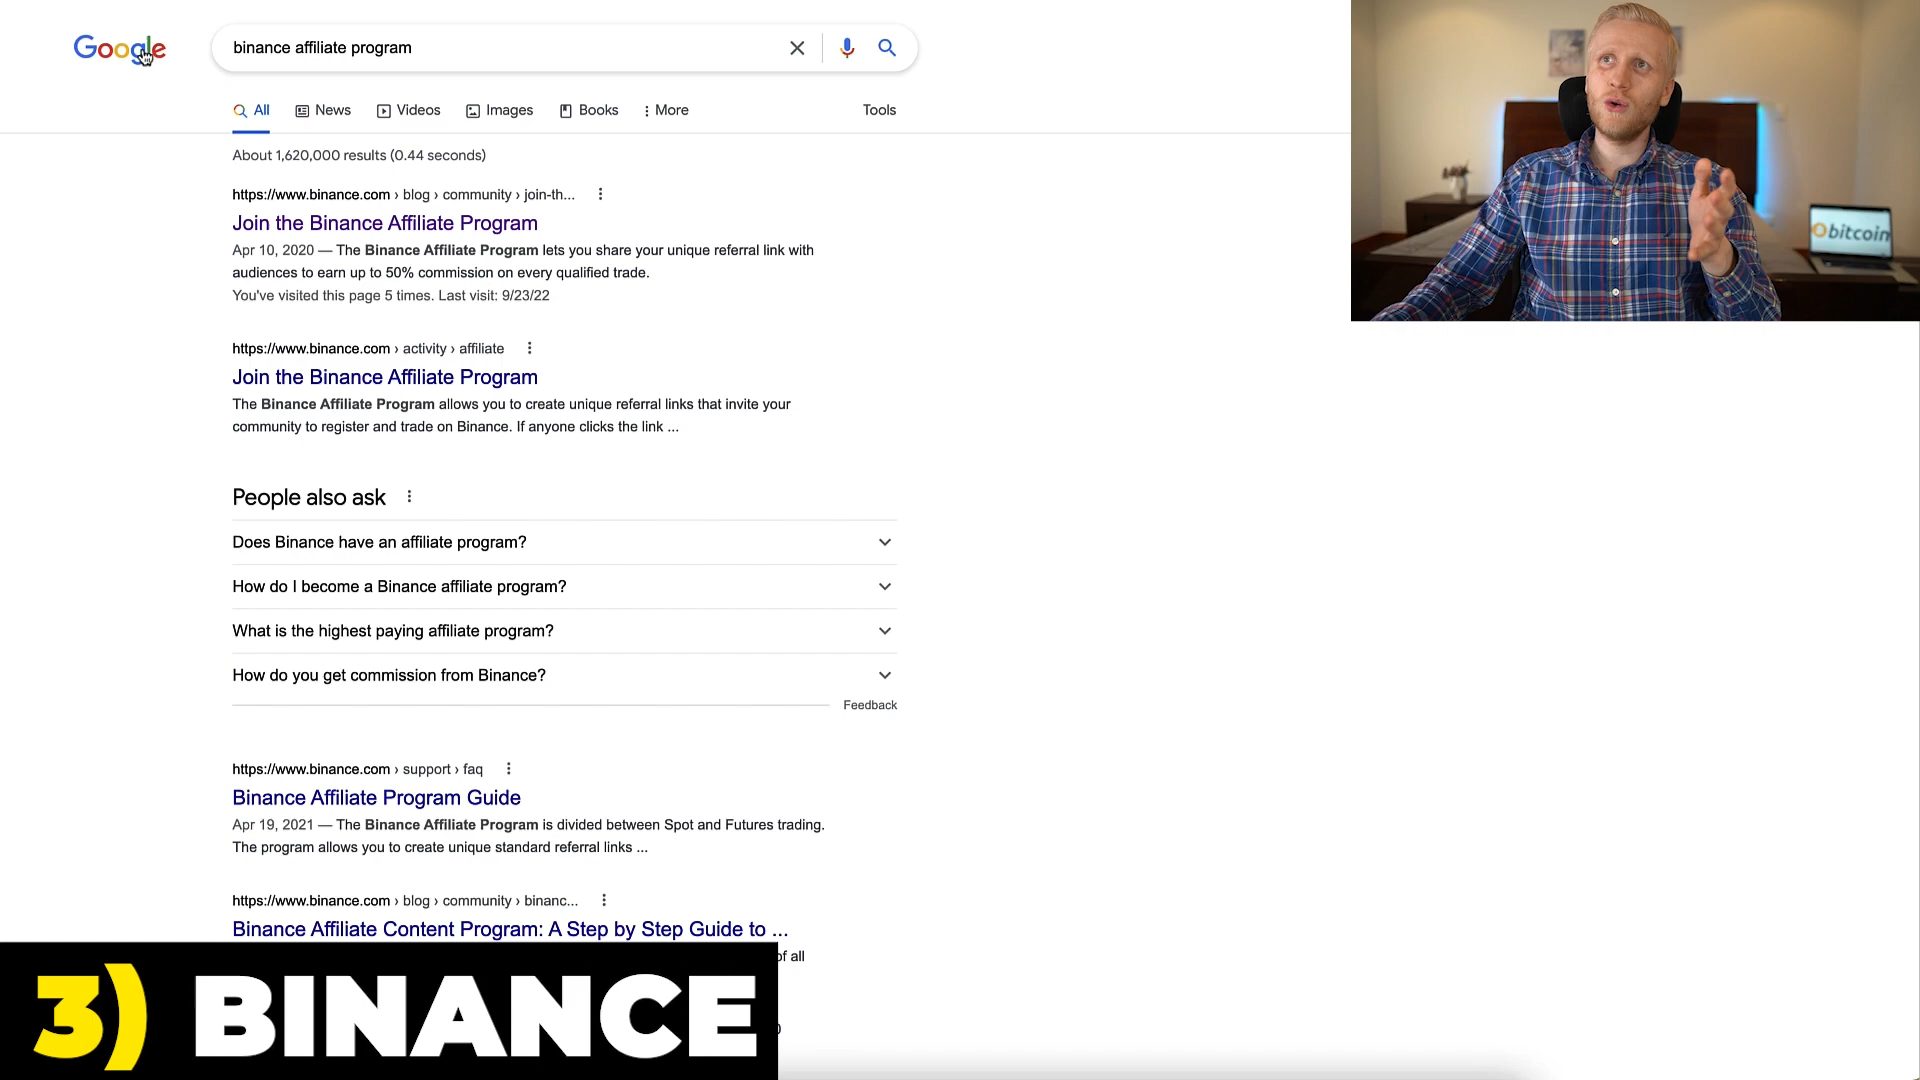 Google
binance affiliate program
All
News
Videos
Images
Books
More
Tools
About 1,620,000 results (0.44 seconds)
https://www.binance.com › blog › community › join-th...
Join the Binance Affiliate Program
Apr 10, 2020 — The Binance Affiliate Program lets you share your unique referral link with
audiences to earn up to 50% commission on every qualified trade.
You've visited this page 5 times. Last visit: 9/23/22
https://www.binance.com › activity › affiliate
Join the Binance Affiliate Program
The Binance Affiliate Program allows you to create unique referral links that invite your
community to register and trade on Binance. If anyone clicks the link ...
People also ask
Does Binance have an affiliate program?
How do I become a Binance affiliate program?
What is the highest paying affiliate program?
How do you get commission from Binance?
Feedback
https://www.binance.com › support › faq
Binance Affiliate Program Guide
Apr 19, 2021 — The Binance Affiliate Program is divided between Spot and Futures trading.
The program allows you to create unique standard referral links ...
https://www.binance.com › blog › community › binanc...
Binance Affiliate Content Program: A Step by Step Guide to ...
of all
3) BINANCE
bitcoin